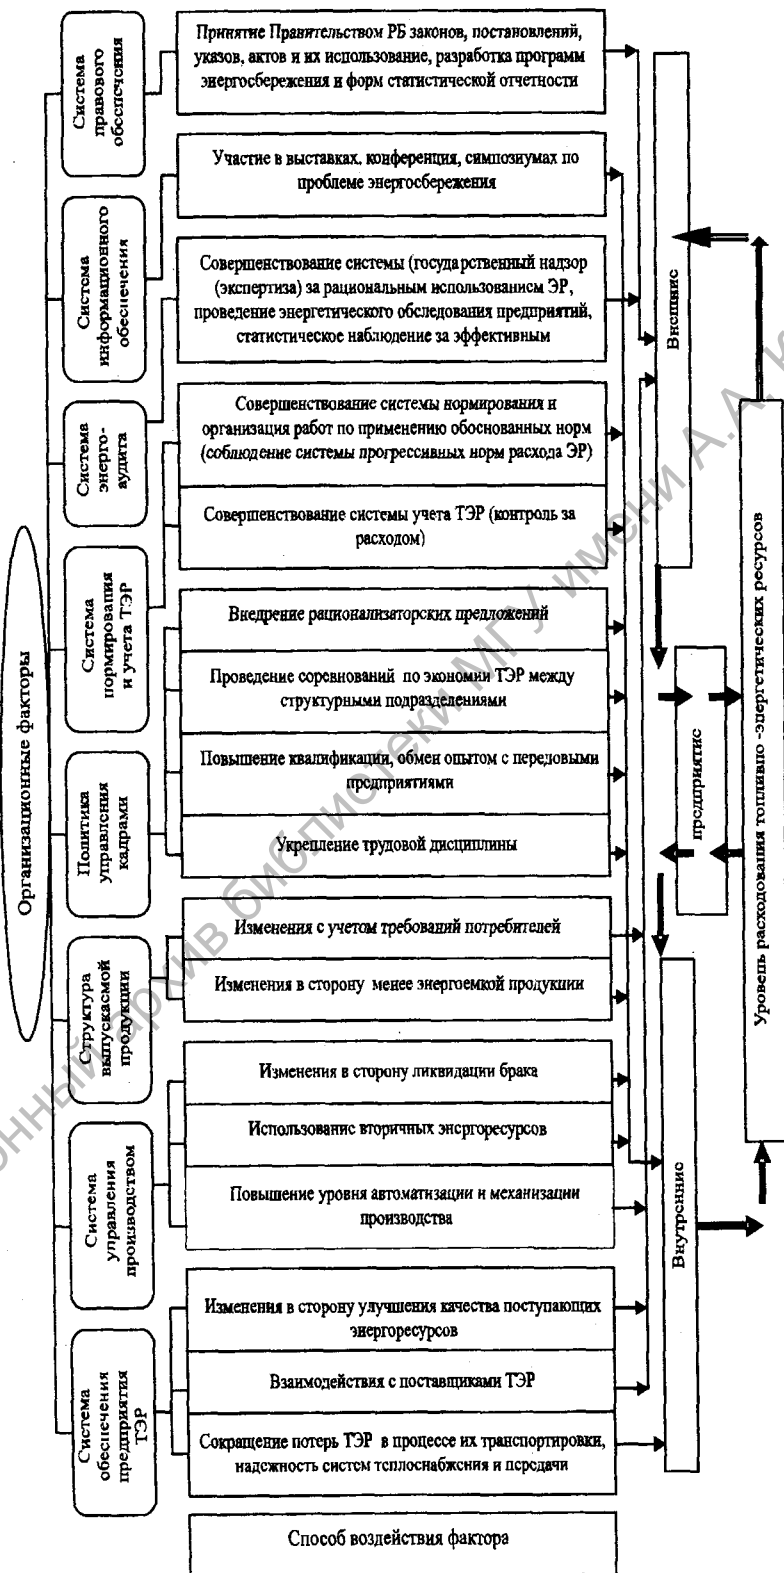 Организационные факторы
Система
правового
обеспечения
Система
информационного
обеспечения
Система
энерго-
аудита
Система
нормирования
и учета ТЭР
Политика
управления
кадрами
Структура
выпускаемой
продукции
Система
управления
производством
Система
обеспечения
предприятия
ТЭР
Принятие Правительством РБ законов, постановлений,
указов, актов и их использование, разработка программ
энергосбережения и форм статистической отчетности
Участие в выставках, конференция, симпозиумах по
проблеме энергосбережения
Совершенствование системы (государственный надзор
(экспертиза) за рациональным использованием ЭР,
проведение энергетического обследования предприятий,
статистическое наблюдение за эффективным
Совершенствование системы нормирования и
организация работ по применению обоснованных норм
(соблюдение системы прогрессивных норм расхода ЭР)
Совершенствование системы учета ТЭР (контроль за
расходом)
Внедрение рационализаторских предложений
Проведение соревнований по экономии ТЭР между
структурными подразделениями
Повышение квалификации, обмен опытом с передовыми
предприятиями
Укрепление трудовой дисциплины
Изменения с учетом требований потребителей
Изменения в сторону менее энергоемкой продукции
Изменения в сторону ликвидации брака
Использование вторичных энергоресурсов
Повышение уровня автоматизации и механизации
производства
Изменения в сторону улучшения качества поступающих
энергоресурсов
Взаимодействия с поставщиками ТЭР
Сокращение потерь ТЭР в процессе их транспортировки,
надежность систем теплоснабжения и передачи
Способ воздействия фактора
Внешние
предприятие
Внутренние
Уровень расходования топливно -энергетических ресурсов
онный архив библиотеки МГУ имени А.А. К